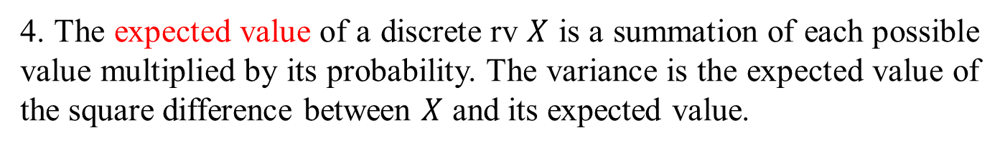 4. The expected value of a discrete rv X is a summation of each possible
value multiplied by its probability. The variance is the expected value of
the square difference between X and its expected value.